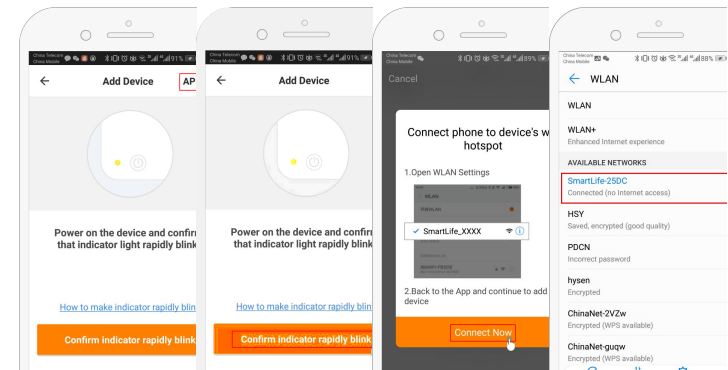 China Telecom
China Mobile
91%
Add Device
AP
Power on the device and confirm
that indicator light rapidly blink
How to make indicator rapidly blin
Confirm indicator rapidly blink
China Telecom
China Mobile
91%
Add Device
Power on the device and confirm
that indicator light rapidly blink
How to make indicator rapidly blin
Confirm indicator rapidly blink
China Telecom
China Mobile
89%
Cancel
Connect phone to device's w
hotspot
1.Open WLAN Settings
WLAN
SmartLife_XXXX
2.Back to the App and continue to add
device
Connect Now
China Telecom
China Mobile
88%
WLAN
WLAN
WLAN+
Enhanced Internet experience
AVAILABLE NETWORKS
SmartLife-25DC
Connected (no Internet access)
HSY
Saved, encrypted (good quality)
PDCN
Incorrect password
hysen
Encrypted
ChinaNet-2VZw
Encrypted (WPS available)
ChinaNet-guqw
Encrypted (WPS available)